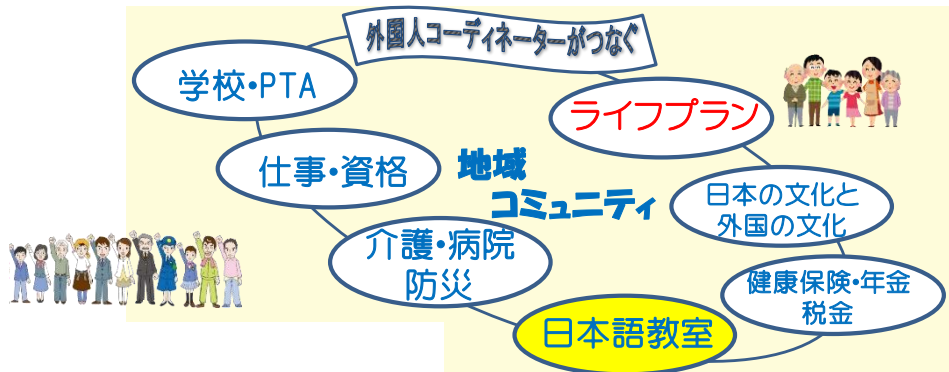 外国人コーディネーターがつなぐ
学校・PTA
ライフプラン
仕事・資格
地域
コミュニティ
日本の文化と
外国の文化
介護・病院
防災
健康保険・年金
税金
日本語教室